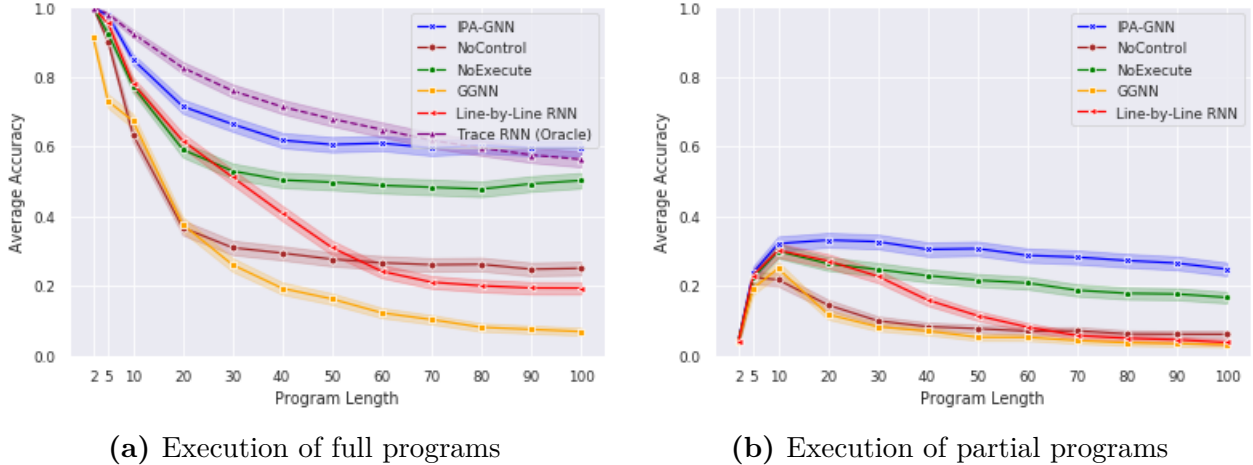 1.0
0.8
0.6
0.4
0.2
0.0
Average Accuracy
2 5 10 20 30 40 50 60 70 80 90 100
Program Length
IPA-GNN
NoControl
NoExecute
GGNN
Line-by-Line RNN
Trace RNN (Oracle)
(a) Execution of full programs
1.0
0.8
0.6
0.4
0.2
0.0
Average Accuracy
2 5 10 20 30 40 50 60 70 80 90 100
Program Length
IPA-GNN
NoControl
NoExecute
GGNN
Line-by-Line RNN
(b) Execution of partial programs